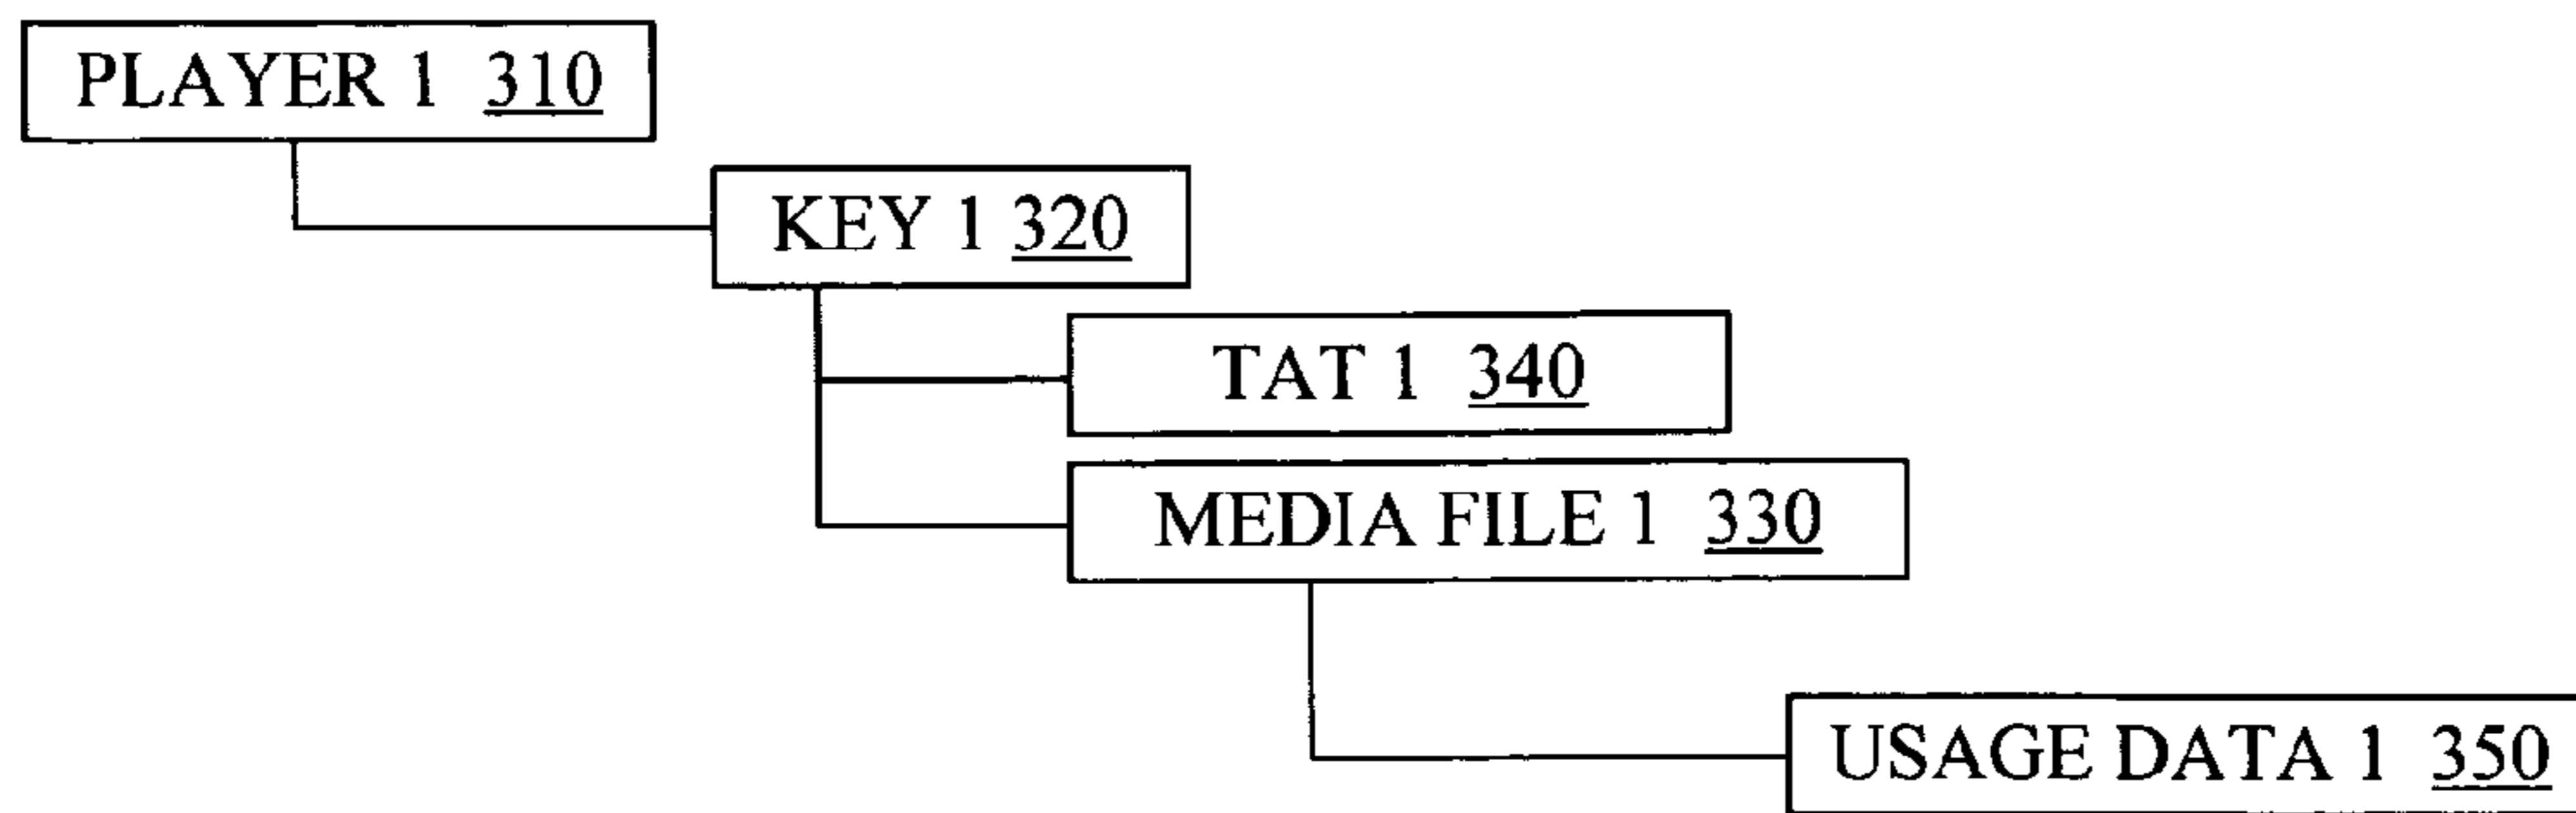 PLAYER 1 310
KEY 1 320
TAT 1 340
MEDIA FILE 1 330
USAGE DATA 1 350